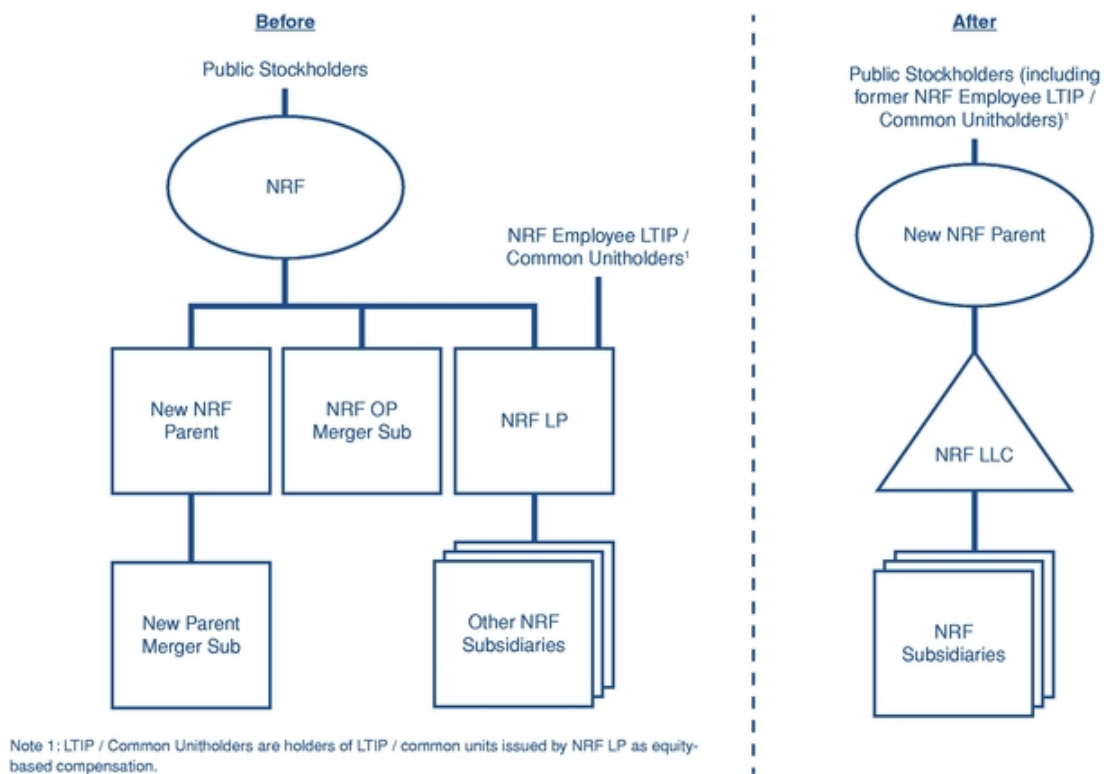 Before
Public Stockholders
NRF
NRF Employee LTIP /
Common Unitholders¹
New NRF
Parent
NRF OP
Merger Sub
NRF LP
New Parent
Merger Sub
Other NRF
Subsidiaries
Note 1: LTIP / Common Unitholders are holders of LTIP / common units issued by NRF LP as equity-
based compensation.
After
Public Stockholders (including
former NRF Employee LTIP /
Common Unitholders)¹
New NRF Parent
NRF LLC
NRF
Subsidiaries